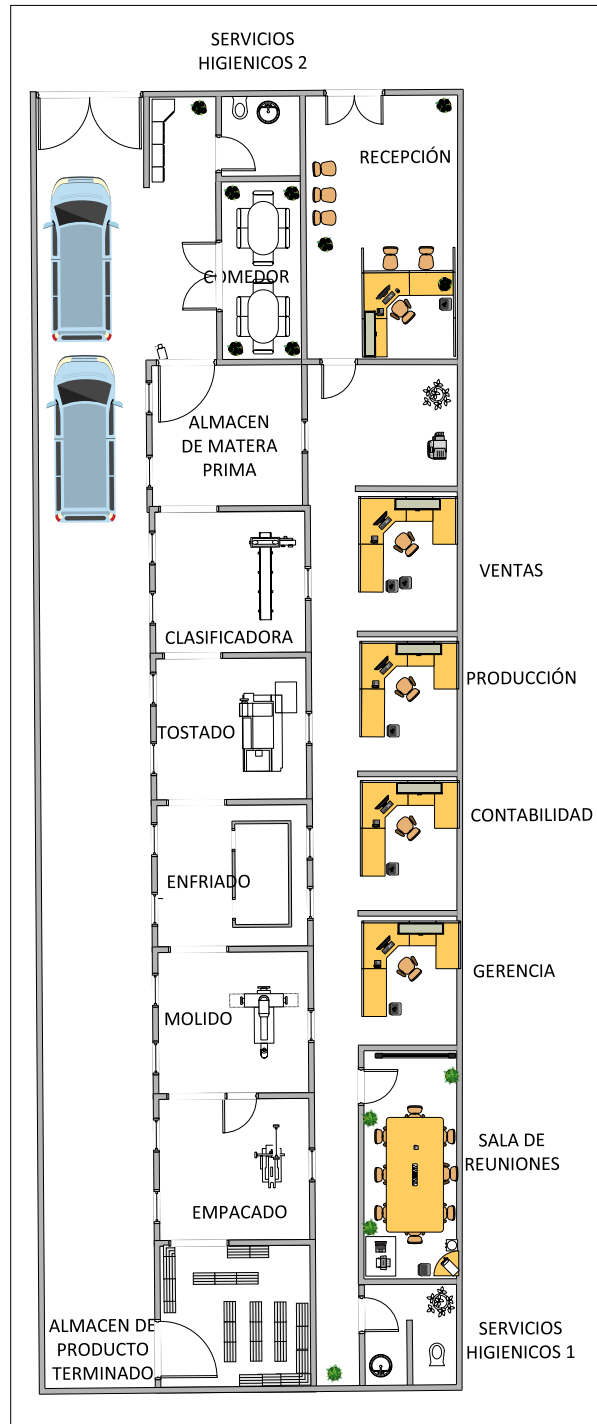 SERVICIOS
HIGIENICOS 2
RECEPCIÓN
COMEDOR
ALMACEN
DE MATERA
PRIMA
VENTAS
CLASIFICADORA
PRODUCCIÓN
TOSTADO
CONTABILIDAD
ENFRIADO
GERENCIA
MOLIDO
SALA DE
REUNIONES
EMPACADO
ALMACEN DE
PRODUCTO
TERMINADO
SERVICIOS
HIGIENICOS 1